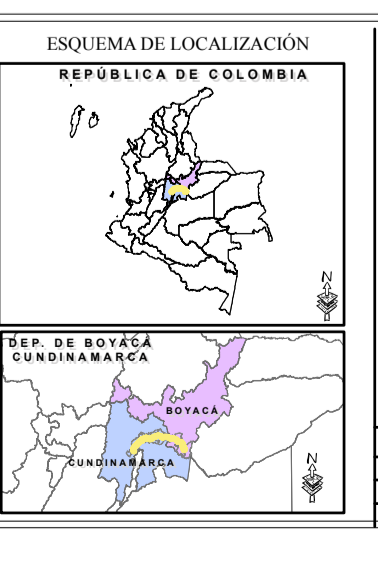 ESQUEMA DE LOCALIZACIÓN
REPÚBLICA DE COLOMBIA
N
DEP. DE BOYACÁ
CUNDINAMARCA
BOYACÁ
CUNDINAMARCA
N